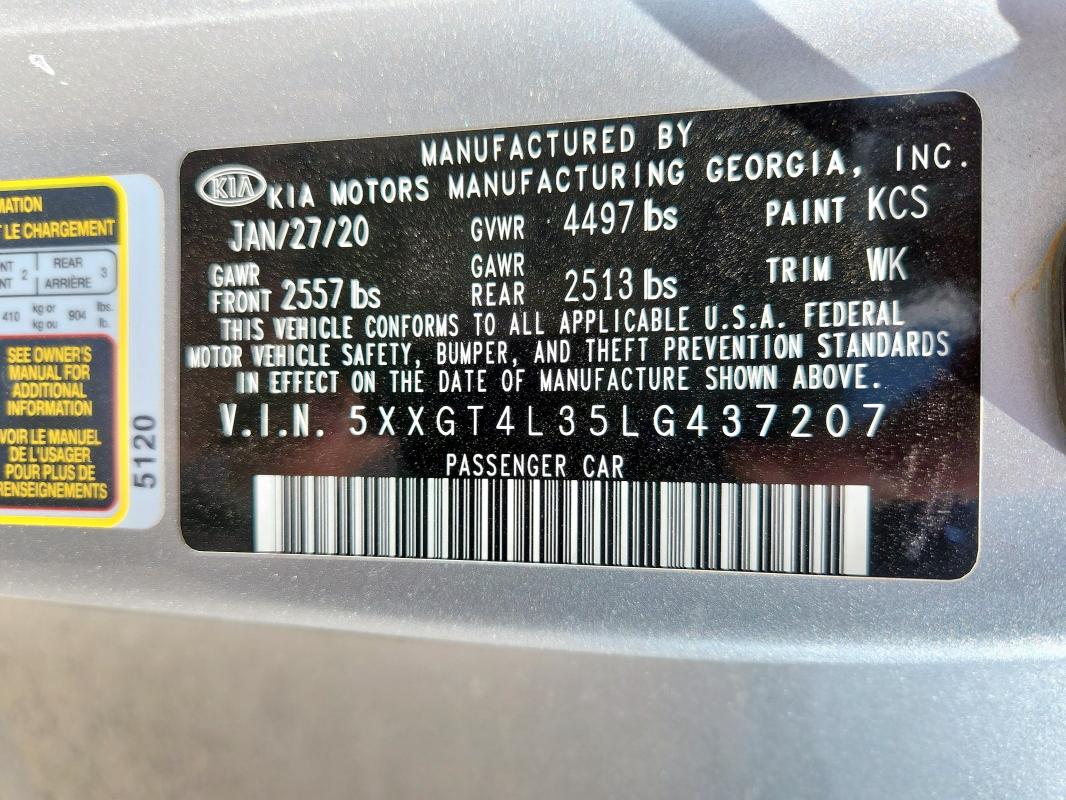 MATION
T LE CHARGEMENT
NT 2 REAR 3
NT ARRIÈRE
410 kg or 904 lbs.
kg ou lb.
SEE OWNER'S
MANUAL FOR
ADDITIONAL
INFORMATION
VOIR LE MANUEL
DE L'USAGER
POUR PLUS DE
RENSEIGNEMENTS
5120
MANUFACTURED BY
KIA KIA MOTORS MANUFACTURING GEORGIA, INC.
JAN/27/20 GVWR 4497 lbs PAINT KCS
GAWR FRONT 2557 lbs GAWR REAR 2513 lbs TRIM WK
THIS VEHICLE CONFORMS TO ALL APPLICABLE U.S.A. FEDERAL
MOTOR VEHICLE SAFETY, BUMPER, AND THEFT PREVENTION STANDARDS
IN EFFECT ON THE DATE OF MANUFACTURE SHOWN ABOVE.
V.I.N. 5XXGT4L35LG437207
PASSENGER CAR